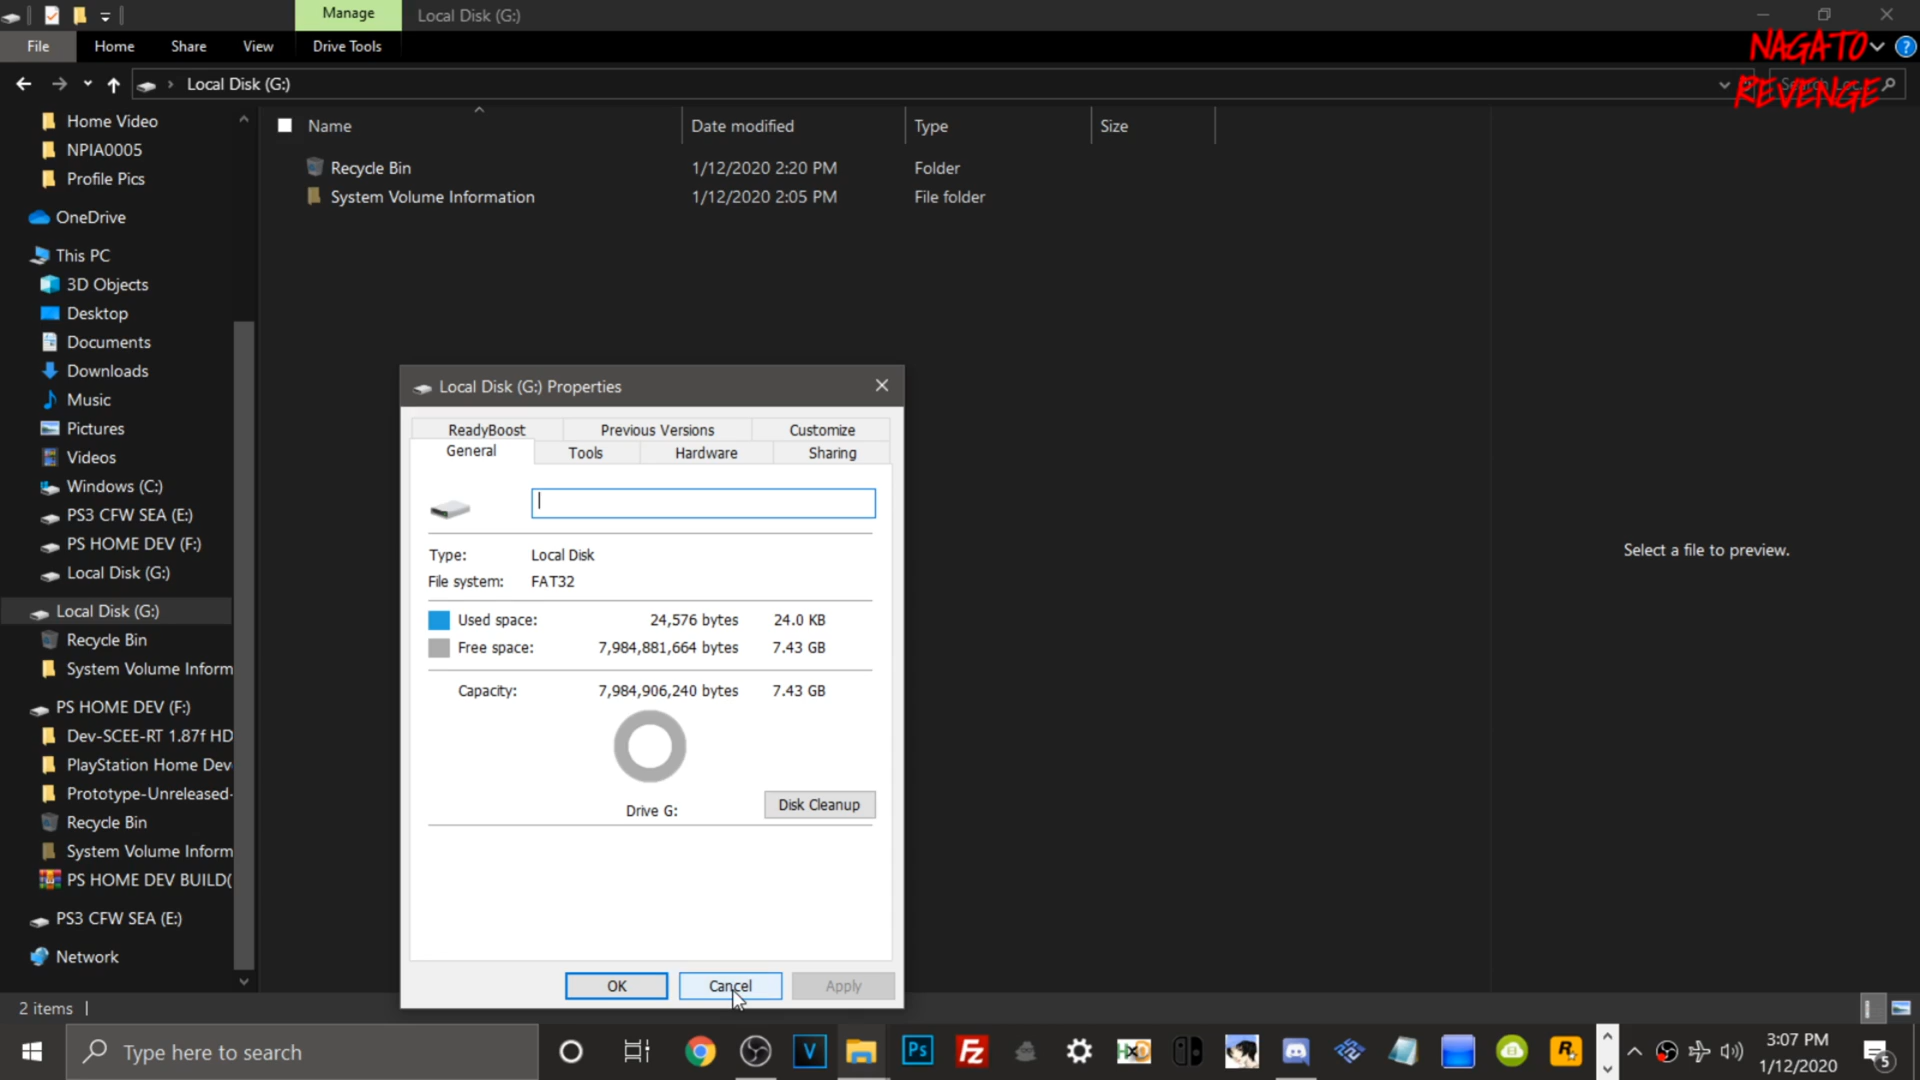 Manage
Local Disk (G:)
File
Home
Share
View
Drive Tools
NAGATO
REVENGE
Local Disk (G:)
Home Video
NPIA0005
Profile Pics
OneDrive
This PC
3D Objects
Desktop
Documents
Downloads
Music
Pictures
Videos
Windows (C:)
PS3 CFW SEA (E:)
PS HOME DEV (F:)
Local Disk (G:)
Local Disk (G:)
Recycle Bin
System Volume Inform
PS HOME DEV (F:)
Dev-SCEE-RT 1.87f HD
PlayStation Home Dev
Prototype-Unreleased-
Recycle Bin
System Volume Inform
PS HOME DEV BUILD(
PS3 CFW SEA (E:)
Network
Name Date modified Type Size
Recycle Bin 1/12/2020 2:20 PM Folder
System Volume Information 1/12/2020 2:05 PM File folder
Select a file to preview.
Local Disk (G:) Properties
ReadyBoost Previous Versions Customize
General Tools Hardware Sharing
Type: Local Disk
File system: FAT32
Used space: 24,576 bytes 24.0 KB
Free space: 7,984,881,664 bytes 7.43 GB
Capacity: 7,984,906,240 bytes 7.43 GB
Drive G:
Disk Cleanup
OK Cancel Apply
2 items
Type here to search
V
Ps
Fz
HxD
R
3:07 PM
1/12/2020
5